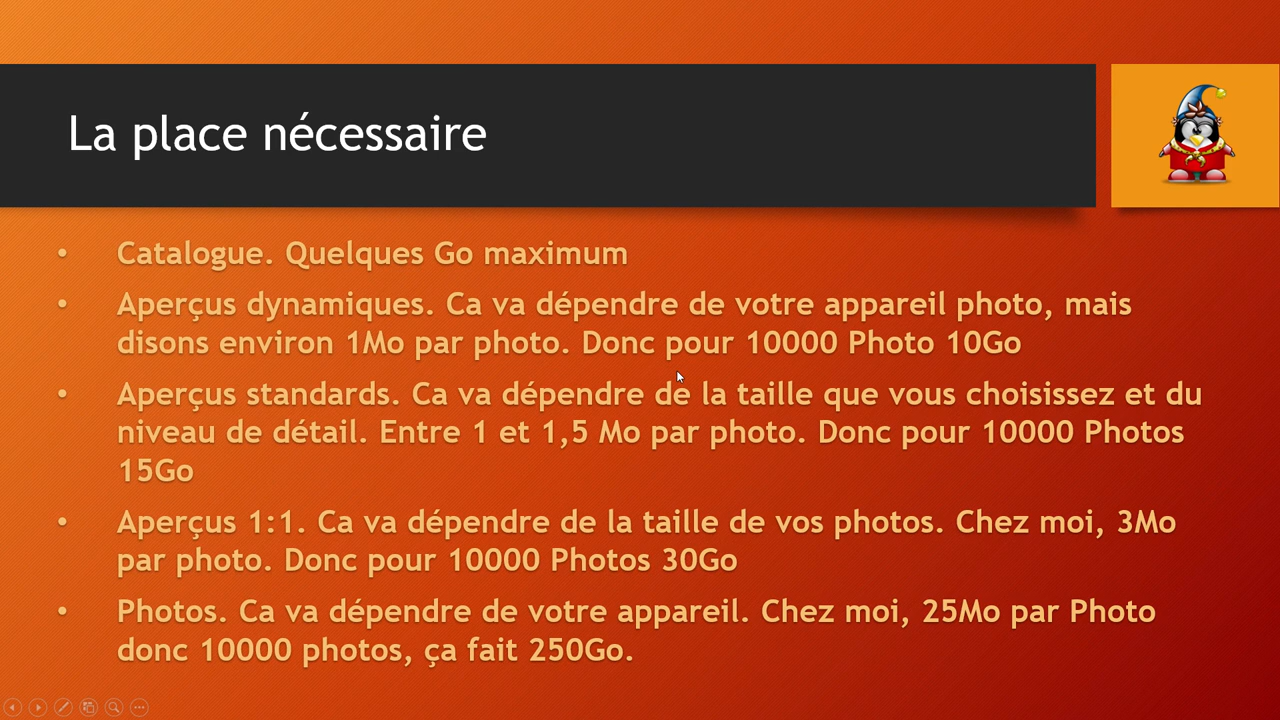 La place nécessaire
• Catalogue. Quelques Go maximum
• Aperçus dynamiques. Ca va dépendre de votre appareil photo, mais
disons environ 1Mo par photo. Donc pour 10000 Photo 10Go
• Aperçus standards. Ca va dépendre de la taille que vous choisissez et du
niveau de détail. Entre 1 et 1,5 Mo par photo. Donc pour 10000 Photos
15Go
• Aperçus 1:1. Ca va dépendre de la taille de vos photos. Chez moi, 3Mo
par photo. Donc pour 10000 Photos 30Go
• Photos. Ca va dépendre de votre appareil. Chez moi, 25Mo par Photo
donc 10000 photos, ça fait 250Go.